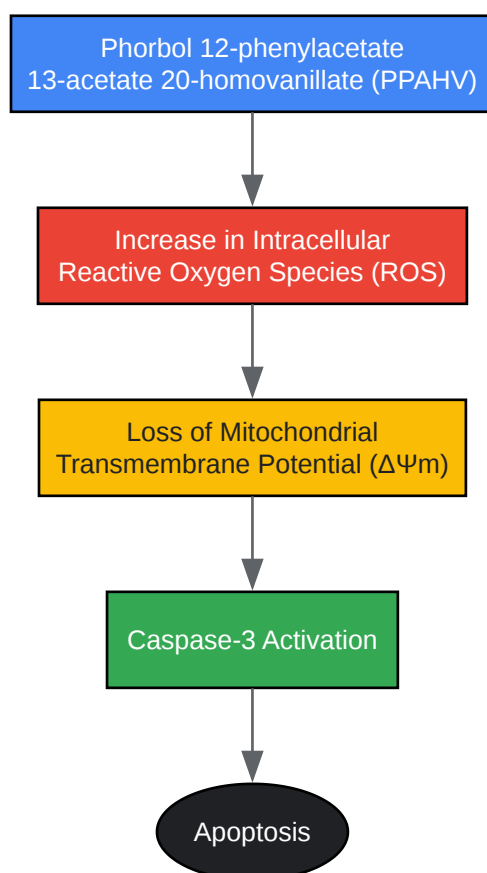 Phorbol 12-phenylacetate
13-acetate 20-homovanillate (PPAHV)
Increase in Intracellular
Reactive Oxygen Species (ROS)
Loss of Mitochondrial
Transmembrane Potential (ΔΨm)
Caspase-3 Activation
Apoptosis